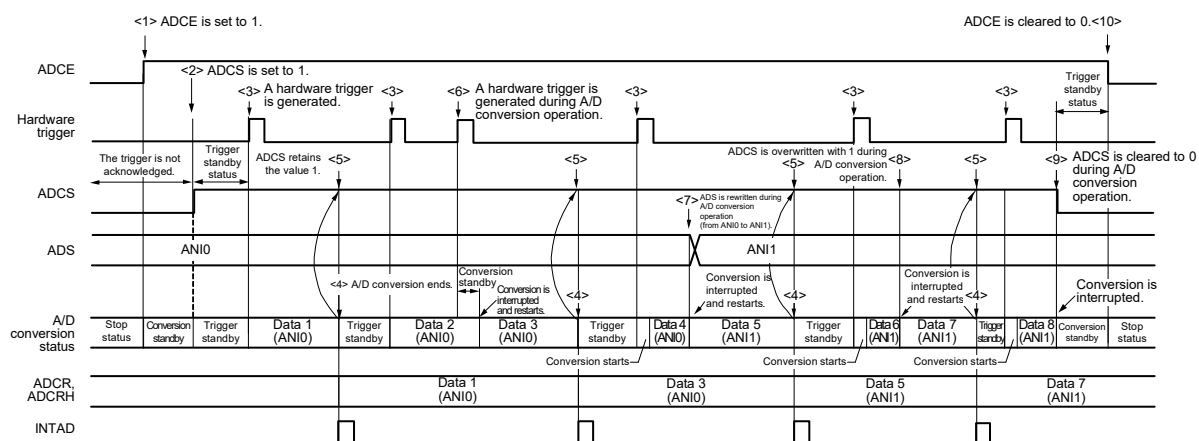 <1> ADCE is set to 1.
ADCE is cleared to 0.<10>
ADCE
<2> ADCS is set to 1.
<3> A hardware trigger
is generated.
<3>
<6> A hardware trigger is
generated during A/D
conversion operation.
<3>
<3>
<3>
Trigger
standby
status
Hardware
trigger
The trigger is not
acknowledged.
Trigger
standby
status
ADCS retains
the value 1.
<5>
<5>
ADCS is overwritten with 1 during
A/D conversion
operation.
<5>
<8>
<5>
<9> ADCS is cleared to 0
during A/D
conversion
operation.
ADCS
<7> ADS is rewritten during
A/D conversion
operation
(from ANI0 to ANI1).
ADS
ANI0
ANI1
<4> A/D conversion ends.
Conversion
standby
Conversion is
interrupted
and restarts.
<4>
Conversion is
interrupted
and restarts.
<4>
Conversion is
interrupted
and restarts
<4>
Conversion is
interrupted.
A/D
conversion
status
Stop
status
Conversion
standby
Trigger
standby
Data 1
(ANI0)
Trigger
standby
Data 2
(ANI0)
Data 3
(ANI0)
Trigger
standby
Data 4
(ANI0)
Data 5
(ANI1)
Trigger
standby
Data 6
(ANI1)
Data 7
(ANI1)
Trigger
standby
Data 8
(ANI1)
Conversion
standby
Stop
status
Conversion starts
Conversion starts
Conversion starts
ADCR,
ADCRH
Data 1
(ANI0)
Data 3
(ANI0)
Data 5
(ANI1)
Data 7
(ANI1)
INTAD